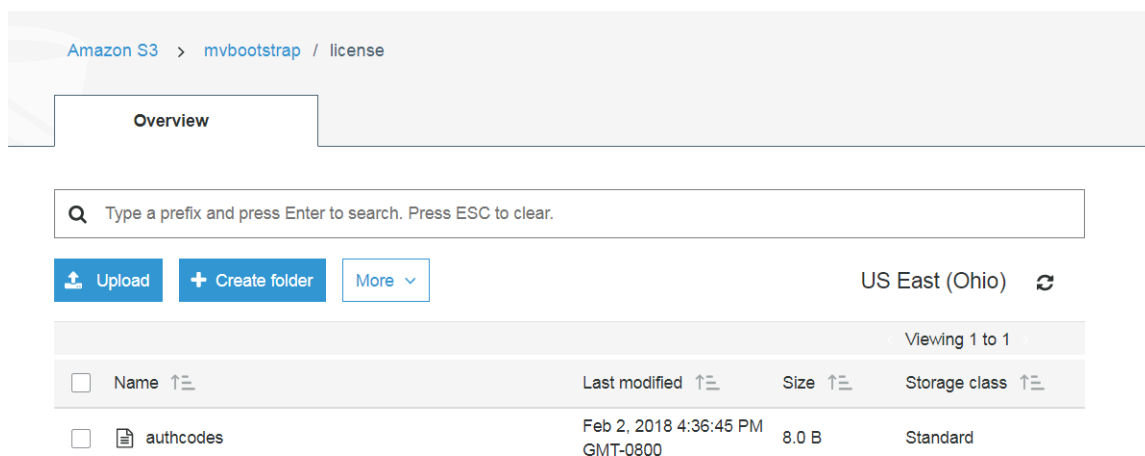 Amazon S3 > mvbootstrap / license
Overview
Type a prefix and press Enter to search. Press ESC to clear.
Upload + Create folder More US East (Ohio)
Viewing 1 to 1
Name Last modified Size Storage class
authcodes Feb 2, 2018 4:36:45 PM GMT-0800 8.0 B Standard